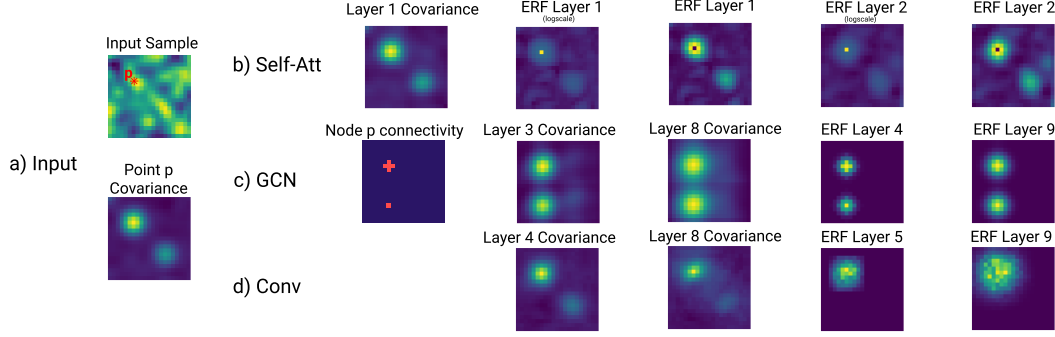 Layer 1 Covariance
ERF Layer 1
(logscale)
ERF Layer 1
ERF Layer 2
(logscale)
ERF Layer 2
Input Sample
p
b) Self-Att
Node p connectivity
Layer 3 Covariance
Layer 8 Covariance
ERF Layer 4
ERF Layer 9
a) Input
Point p
Covariance
c) GCN
Layer 4 Covariance
Layer 8 Covariance
ERF Layer 5
ERF Layer 9
d) Conv